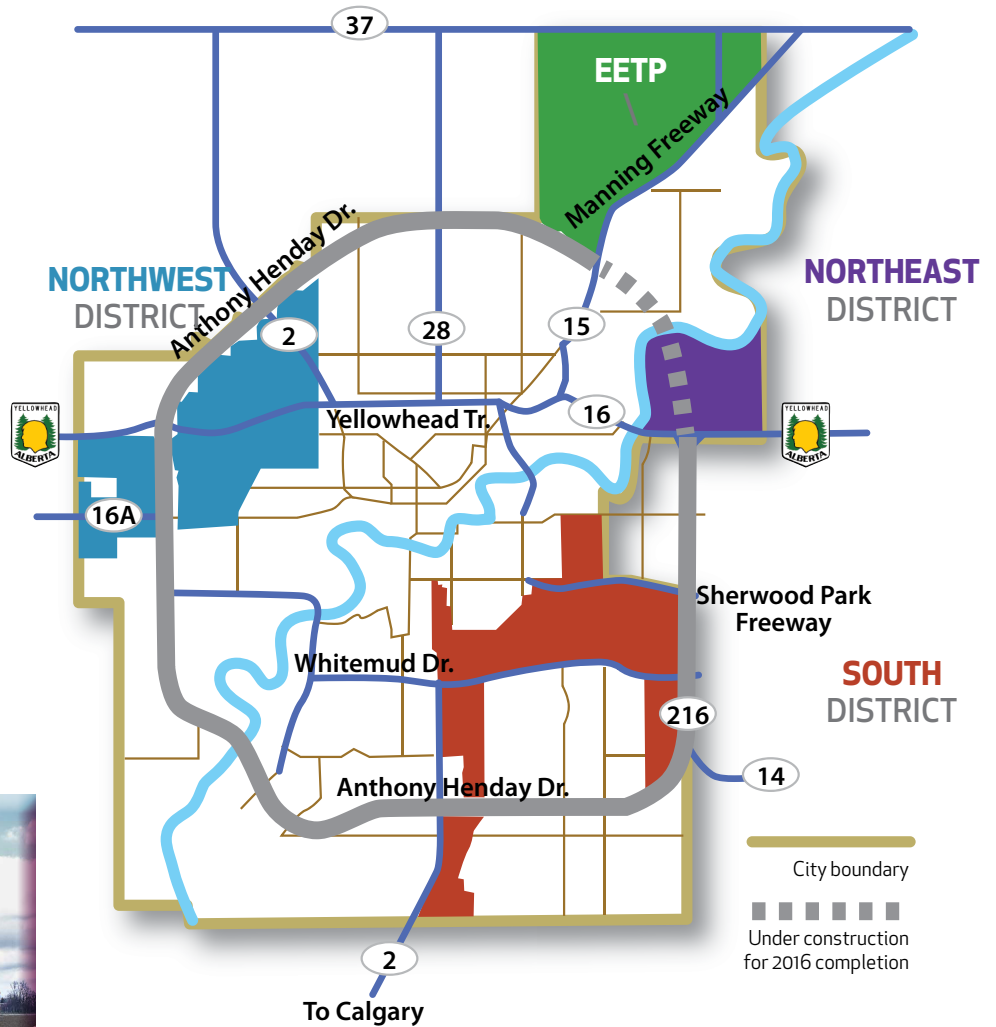 37
EETP
Manning Freeway
Anthony Henday Dr.
NORTHWEST
DISTRICT
NORTHEAST
DISTRICT
2
28
15
YELLOWHEAD
ALBERTA
Yellowhead Tr.
16
YELLOWHEAD
ALBERTA
16A
Sherwood Park
Freeway
Whitemud Dr.
SOUTH
DISTRICT
216
14
Anthony Henday Dr.
City boundary
Under construction
for 2016 completion
2
To Calgary